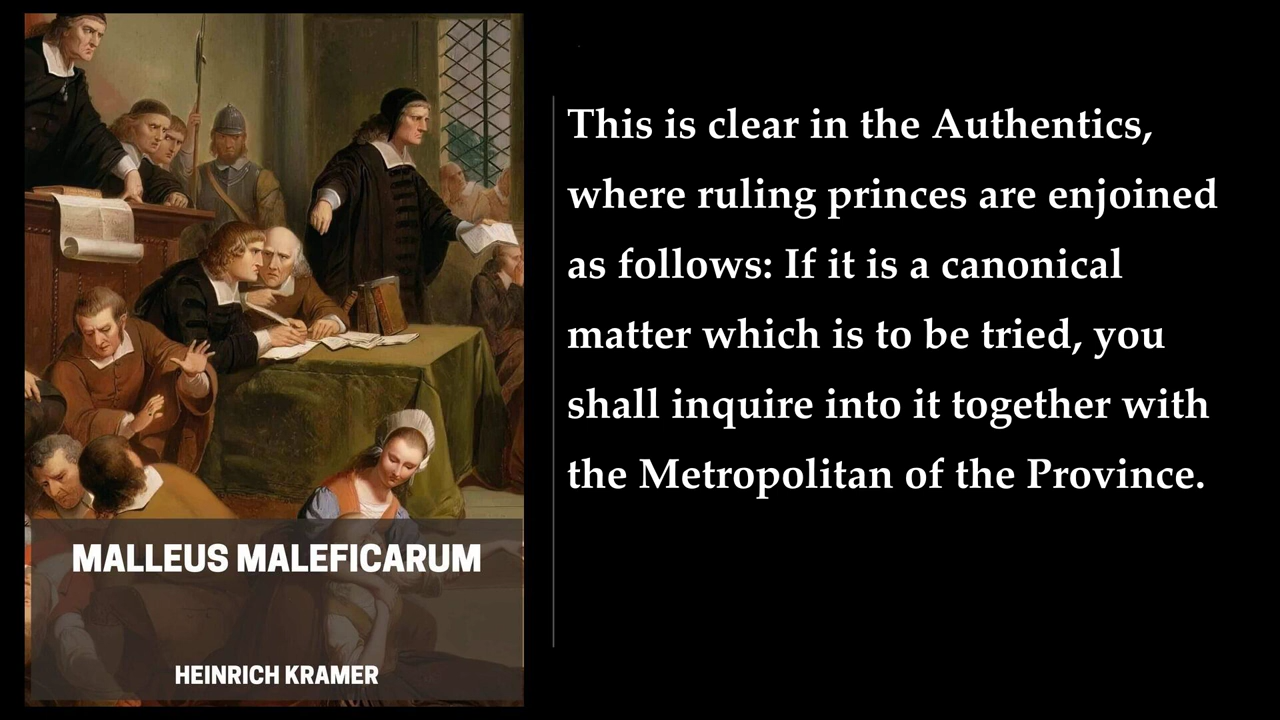 MALLEUS MALEFICARUM
HEINRICH KRAMER
This is clear in the Authentics,
where ruling princes are enjoined
as follows: If it is a canonical
matter which is to be tried, you
shall inquire into it together with
the Metropolitan of the Province.